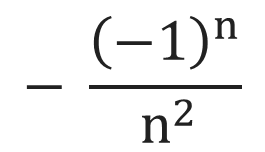 − (−1)ⁿ / n²